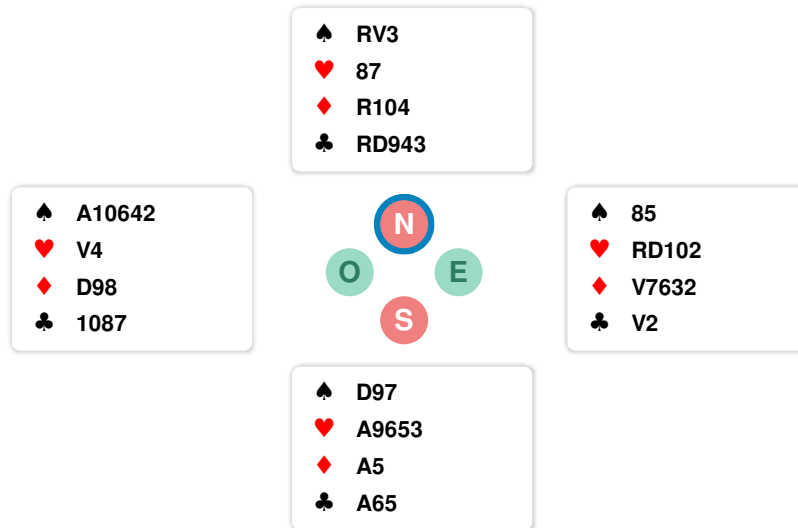 ♠ RV3
♥ 87
♦ R104
♣ RD943
♠ A10642
♥ V4
♦ D98
♣ 1087
N
O E
S
♠ 85
♥ RD102
♦ V7632
♣ V2
♠ D97
♥ A9653
♦ A5
♣ A65